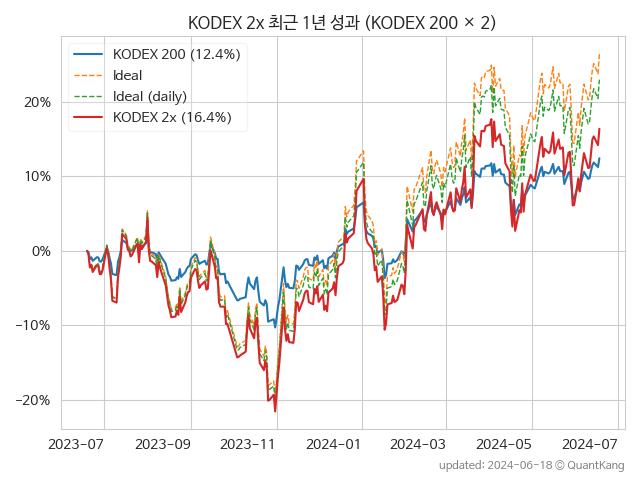 KODEX 2x 최근 1년 성과 (KODEX 200 × 2)
KODEX 200 (12.4%)
Ideal
Ideal (daily)
KODEX 2x (16.4%)
20%
10%
0%
−10%
−20%
2023-07 2023-09 2023-11 2024-01 2024-03 2024-05 2024-07
updated: 2024-06-18 © QuantKang